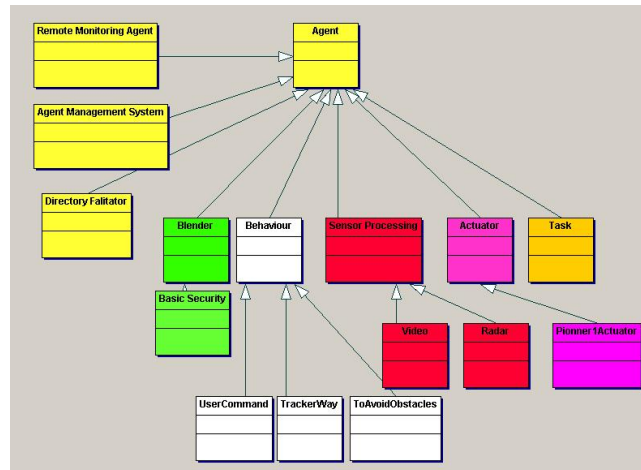 Remote Monitoring Agent
Agent
Agent Management System
Directory Falitator
Blender
Behaviour
Sensor Processing
Actuator
Task
Basic Security
Video
Radar
Pionner1Actuator
UserCommand
TrackerWay
ToAvoidObstacles